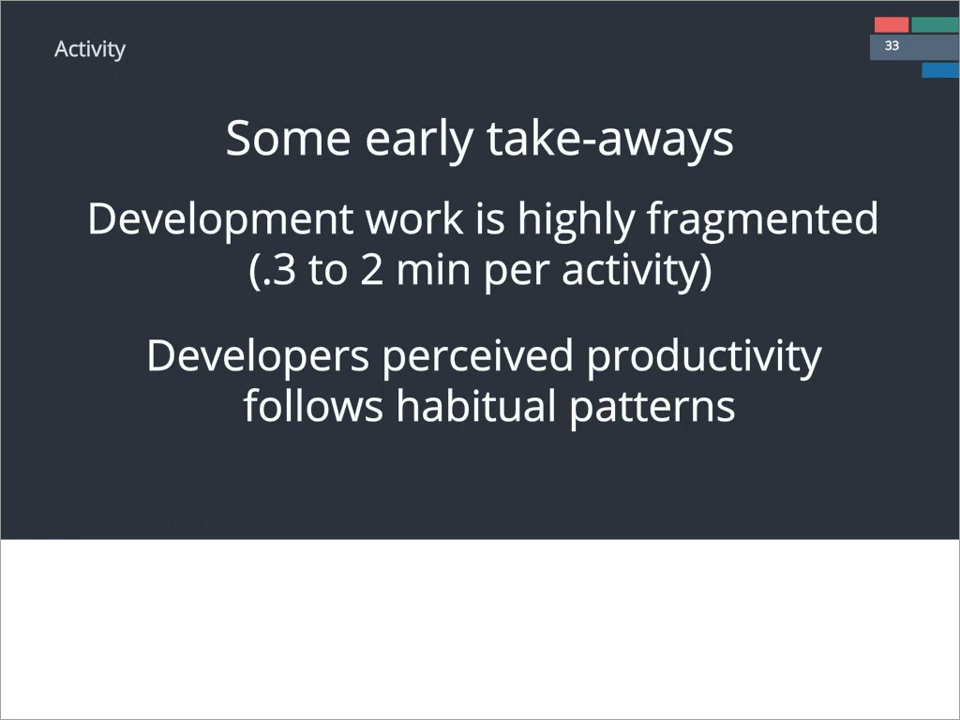 Activity
33
Some early take-aways
Development work is highly fragmented
(.3 to 2 min per activity)
Developers perceived productivity
follows habitual patterns